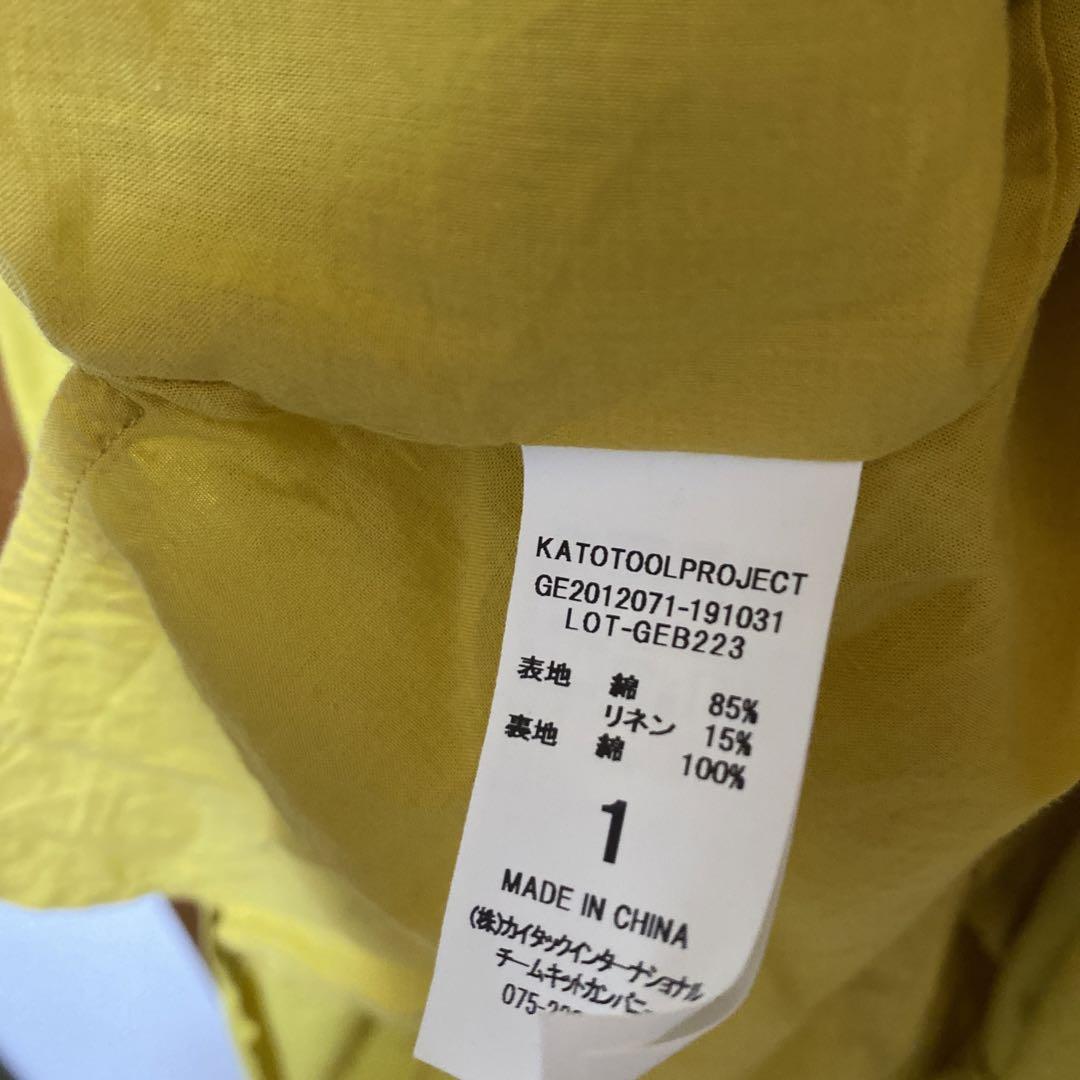 KATOTOOLPROJECT
GE2012071-191031
LOT-GEB223
表地 綿 85%
リネン 15%
裏地 綿 100%
1
MADE IN CHINA
(株)カイタックインターナショナル
チームキットカンパニー
075-